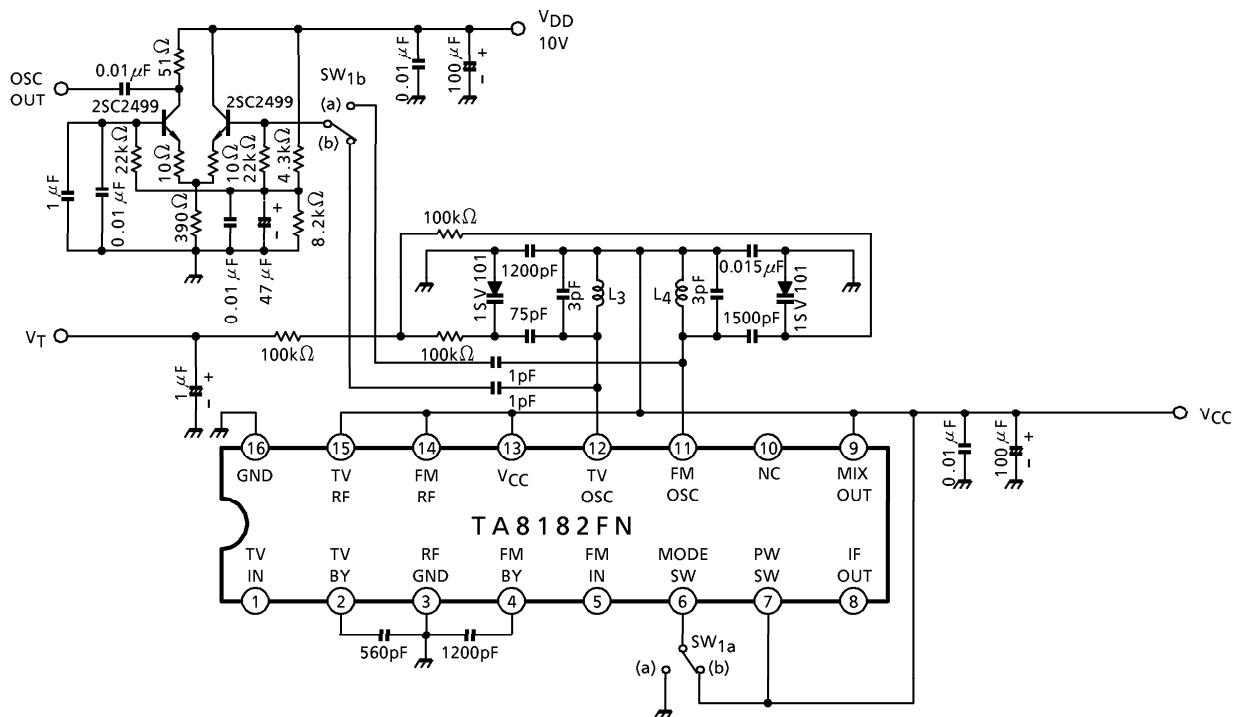 VDD
10V
51Ω
0.01μF
OSC
OUT
2SC2499
2SC2499
SW1b
(a)
(b)
0.01μF
100μF
+
-
22kΩ
10Ω
10Ω
22kΩ
4.3kΩ
1μF
0.01μF
390Ω
0.01μF
47μF
+
-
8.2kΩ
100kΩ
1SV101
1200pF
3pF
L3
L4
3pF
0.015μF
1SV101
75pF
1500pF
VT
100kΩ
100kΩ
1pF
1pF
1μF
+
-
VCC
0.01μF
100μF
+
-
16 15 14 13 12 11 10 9
GND TV FM VCC TV FM NC MIX
RF RF OSC OSC OUT
TA8182FN
TV TV RF FM FM MODE PW IF
IN BY GND BY IN SW SW OUT
1 2 3 4 5 6 7 8
560pF 1200pF
SW1a
(a) (b)